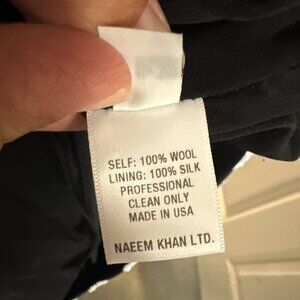 SELF: 100% WOOL
LINING: 100% SILK
PROFESSIONAL
CLEAN ONLY
MADE IN USA
NAEEM KHAN LTD.